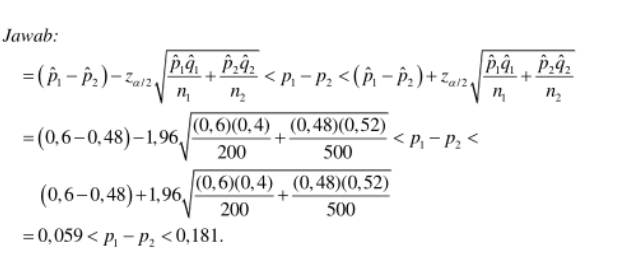 Jawab:
= (p̂₁ − p̂₂) − z_{α/2} √(p̂₁q̂₁/n₁ + p̂₂q̂₂/n₂) < p₁ − p₂ < (p̂₁ − p̂₂) + z_{α/2} √(p̂₁q̂₁/n₁ + p̂₂q̂₂/n₂)
= (0,6 − 0,48) − 1,96 √((0,6)(0,4)/200 + (0,48)(0,52)/500) < p₁ − p₂ <
(0,6 − 0,48) + 1,96 √((0,6)(0,4)/200 + (0,48)(0,52)/500)
= 0,059 < p₁ − p₂ < 0,181.